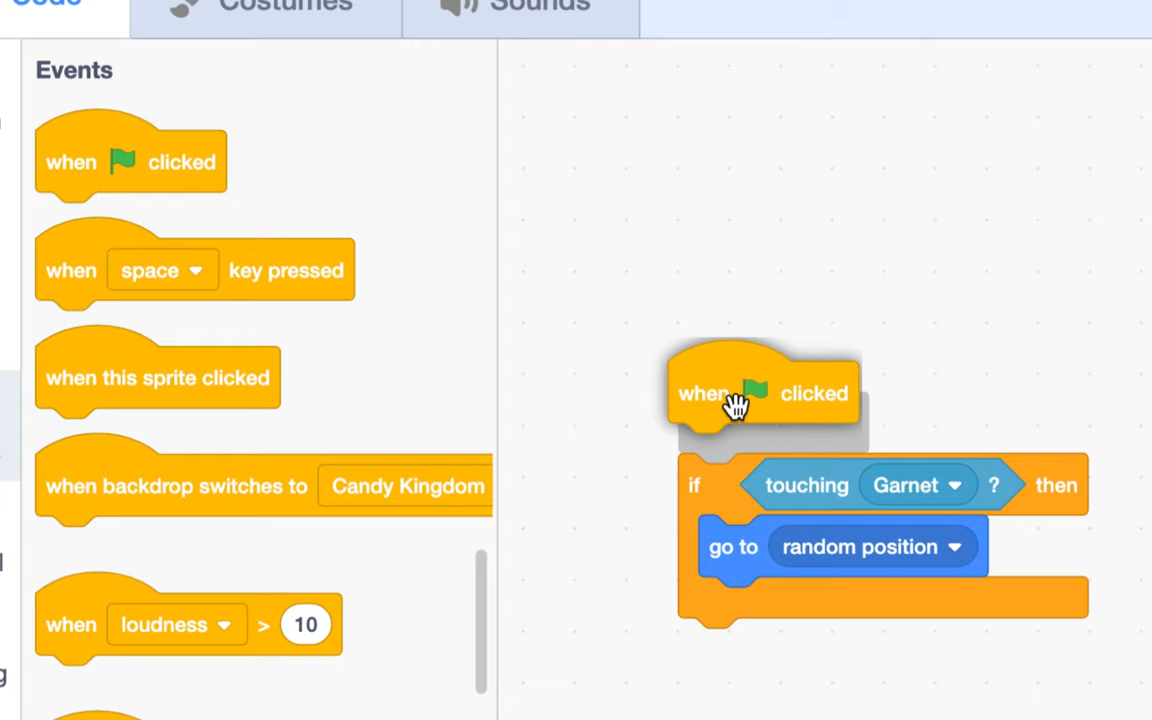 Code
Costumes
Sounds
Events
when clicked
when space key pressed
when this sprite clicked
when backdrop switches to Candy Kingdom
when loudness > 10
when clicked
if touching Garnet ? then
go to random position